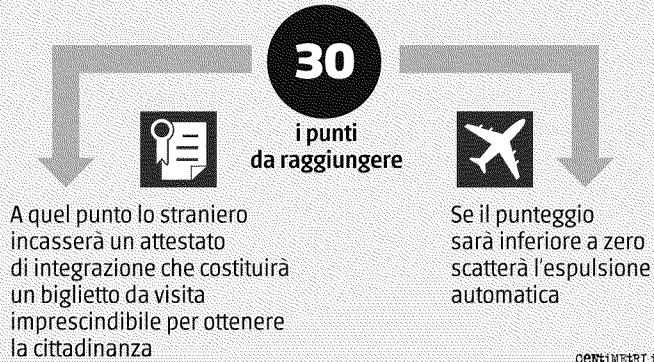 30
i punti
da raggiungere
A quel punto lo straniero
incasserà un attestato
di integrazione che costituirà
un biglietto da visita
imprescindibile per ottenere
la cittadinanza
Se il punteggio
sarà inferiore a zero
scatterà l'espulsione
automatica
CENTIMETRI